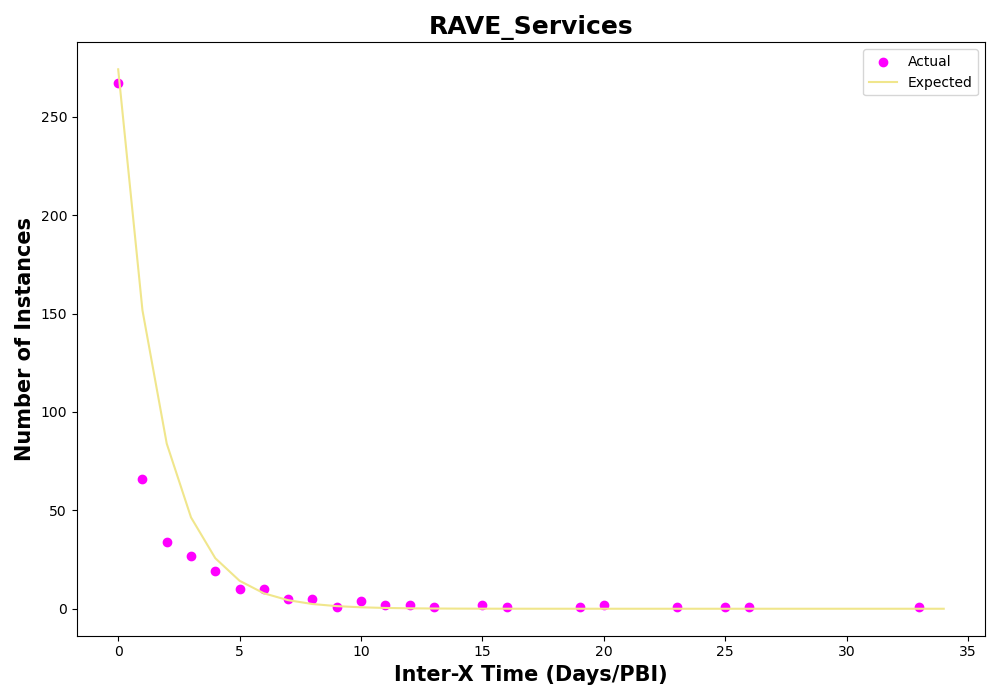 RAVE_Services
Actual
Expected
Number of Instances
250
200
150
100
50
0
0 5 10 15 20 25 30 35
Inter-X Time (Days/PBI)